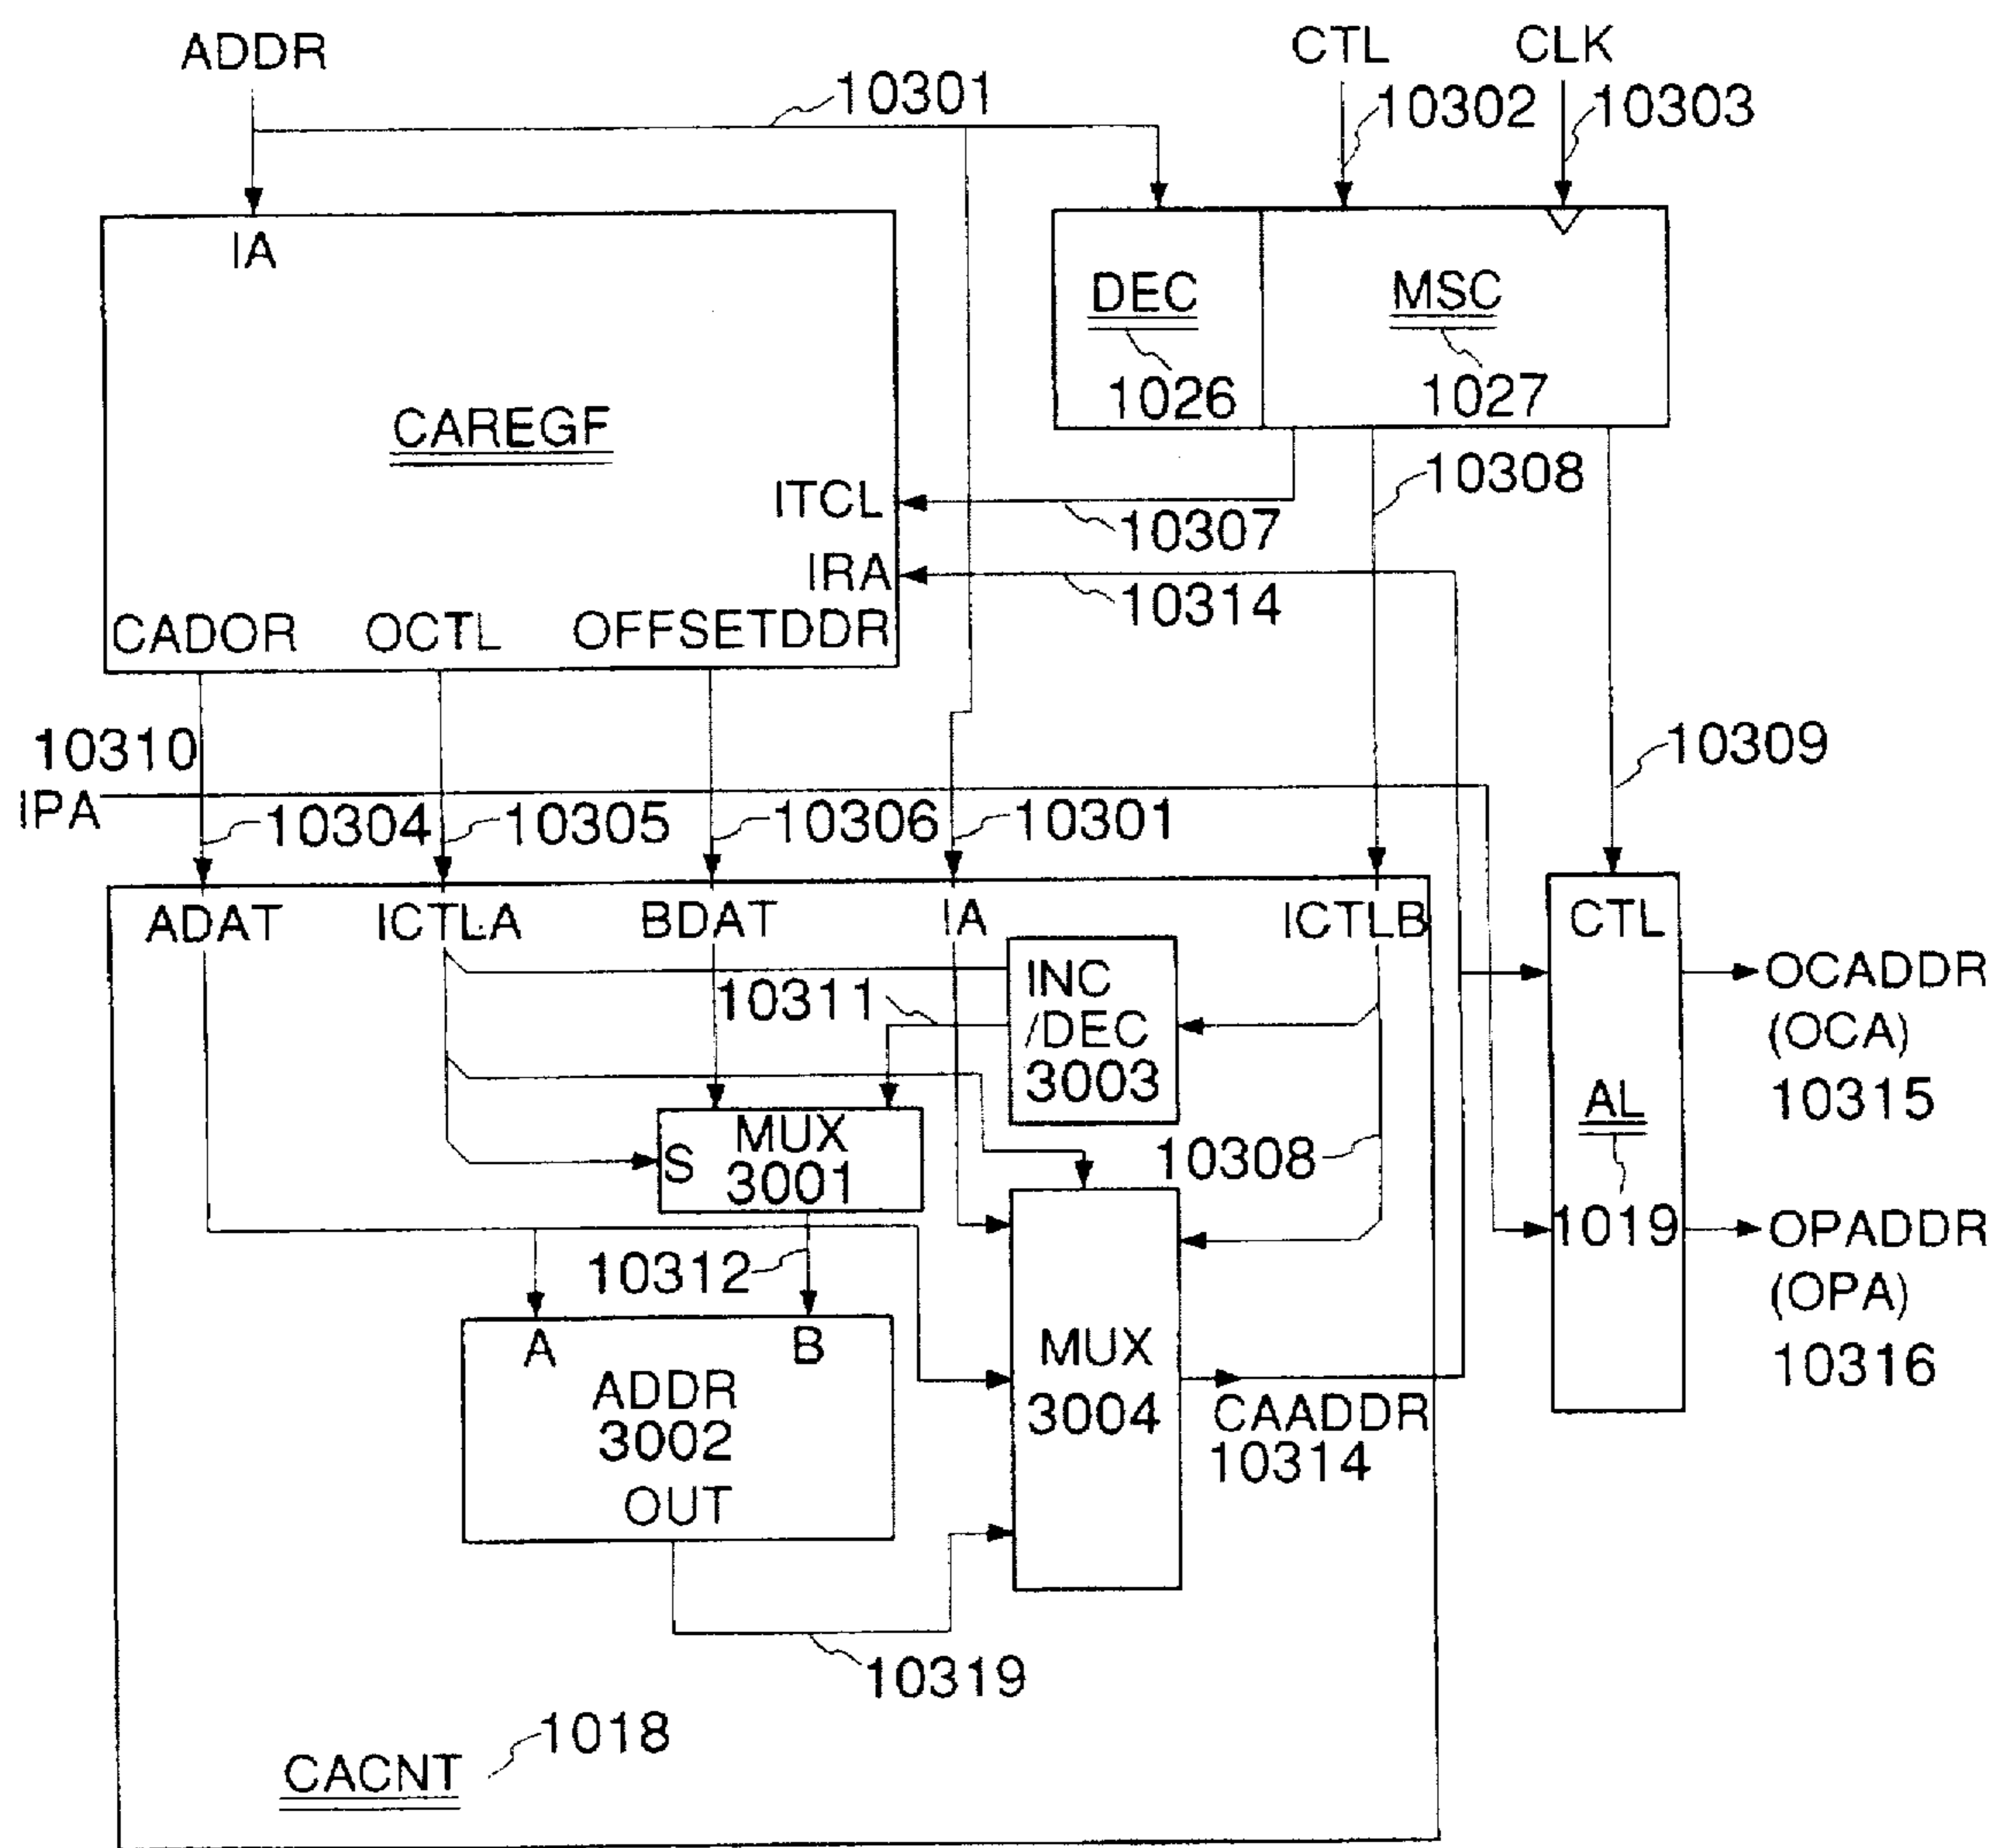 ADDR
CTL
CLK
10301
10302
10303
IA
DEC
1026
MSC
1027
CAREGF
ITCL
10307
10308
IRA
10314
CADOR
OCTL
OFFSETDDR
10310
IPA
10304
10305
10306
10301
10309
ADAT
ICTLA
BDAT
IA
ICTLB
CTL
INC
/DEC
3003
10311
OCADDR
(OCA)
10315
MUX
3001
S
10308
AL
1019
10312
OPADDR
(OPA)
10316
A
B
ADDR
3002
OUT
MUX
3004
CAADDR
10314
10319
1018
CACNT